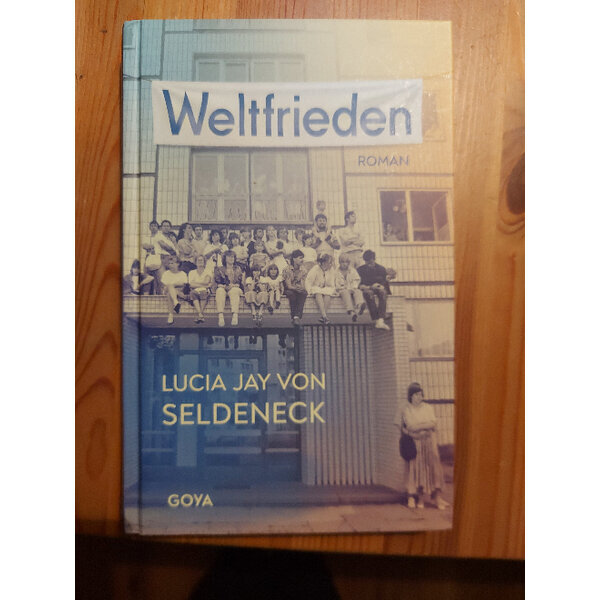 Weltfrieden
ROMAN
LUCIA JAY VON
SELDENECK
GOYA